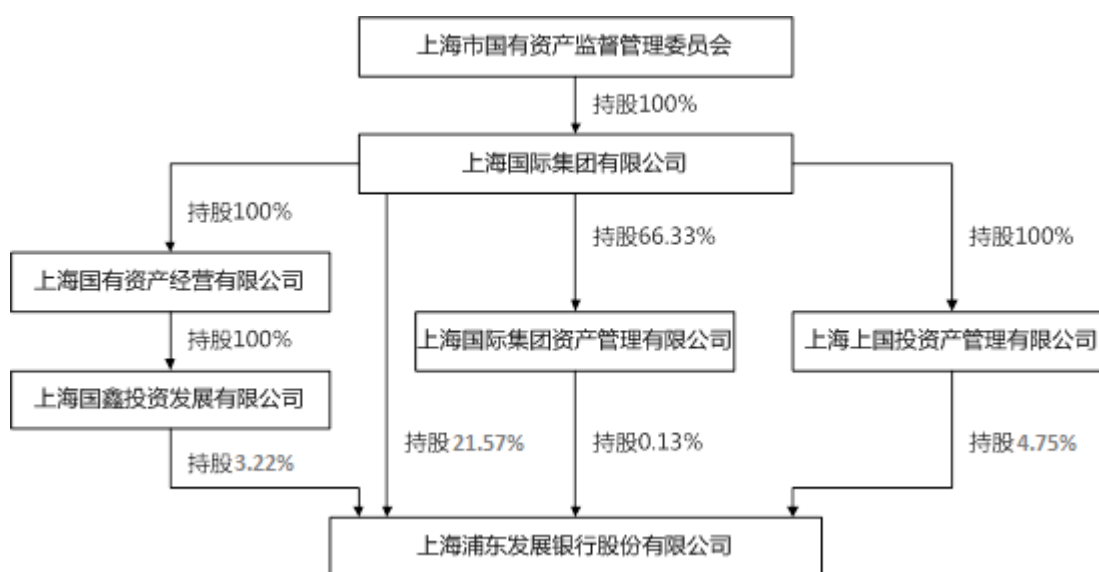 上海市国有资产监督管理委员会
持股100%
上海国际集团有限公司
持股100%
持股66.33%
持股100%
上海国有资产经营有限公司
持股100%
上海国际集团资产管理有限公司
上海上国投资产管理有限公司
上海国鑫投资发展有限公司
持股3.22%
持股21.57%
持股0.13%
持股4.75%
上海浦东发展银行股份有限公司